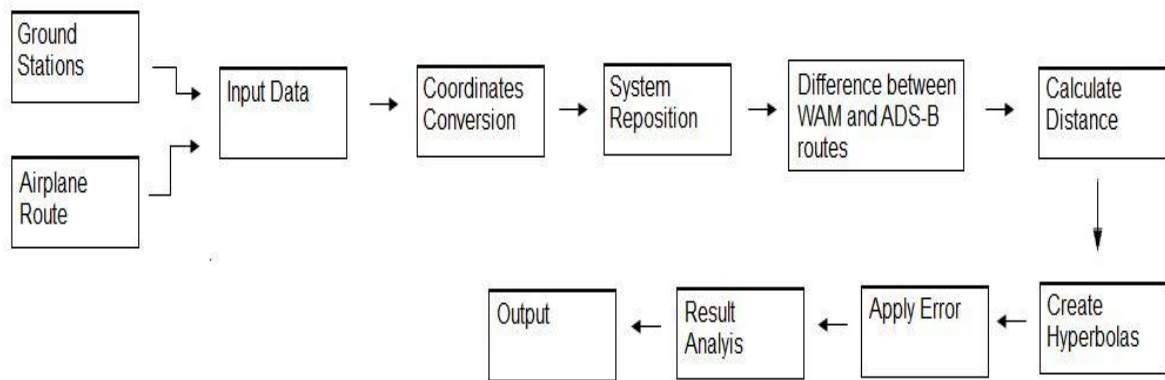 Ground
Stations
Airplane
Route
Input Data
Coordinates
Conversion
System
Reposition
Difference between
WAM and ADS-B
routes
Calculate
Distance
Create
Hyperbolas
Apply Error
Result
Analyis
Output